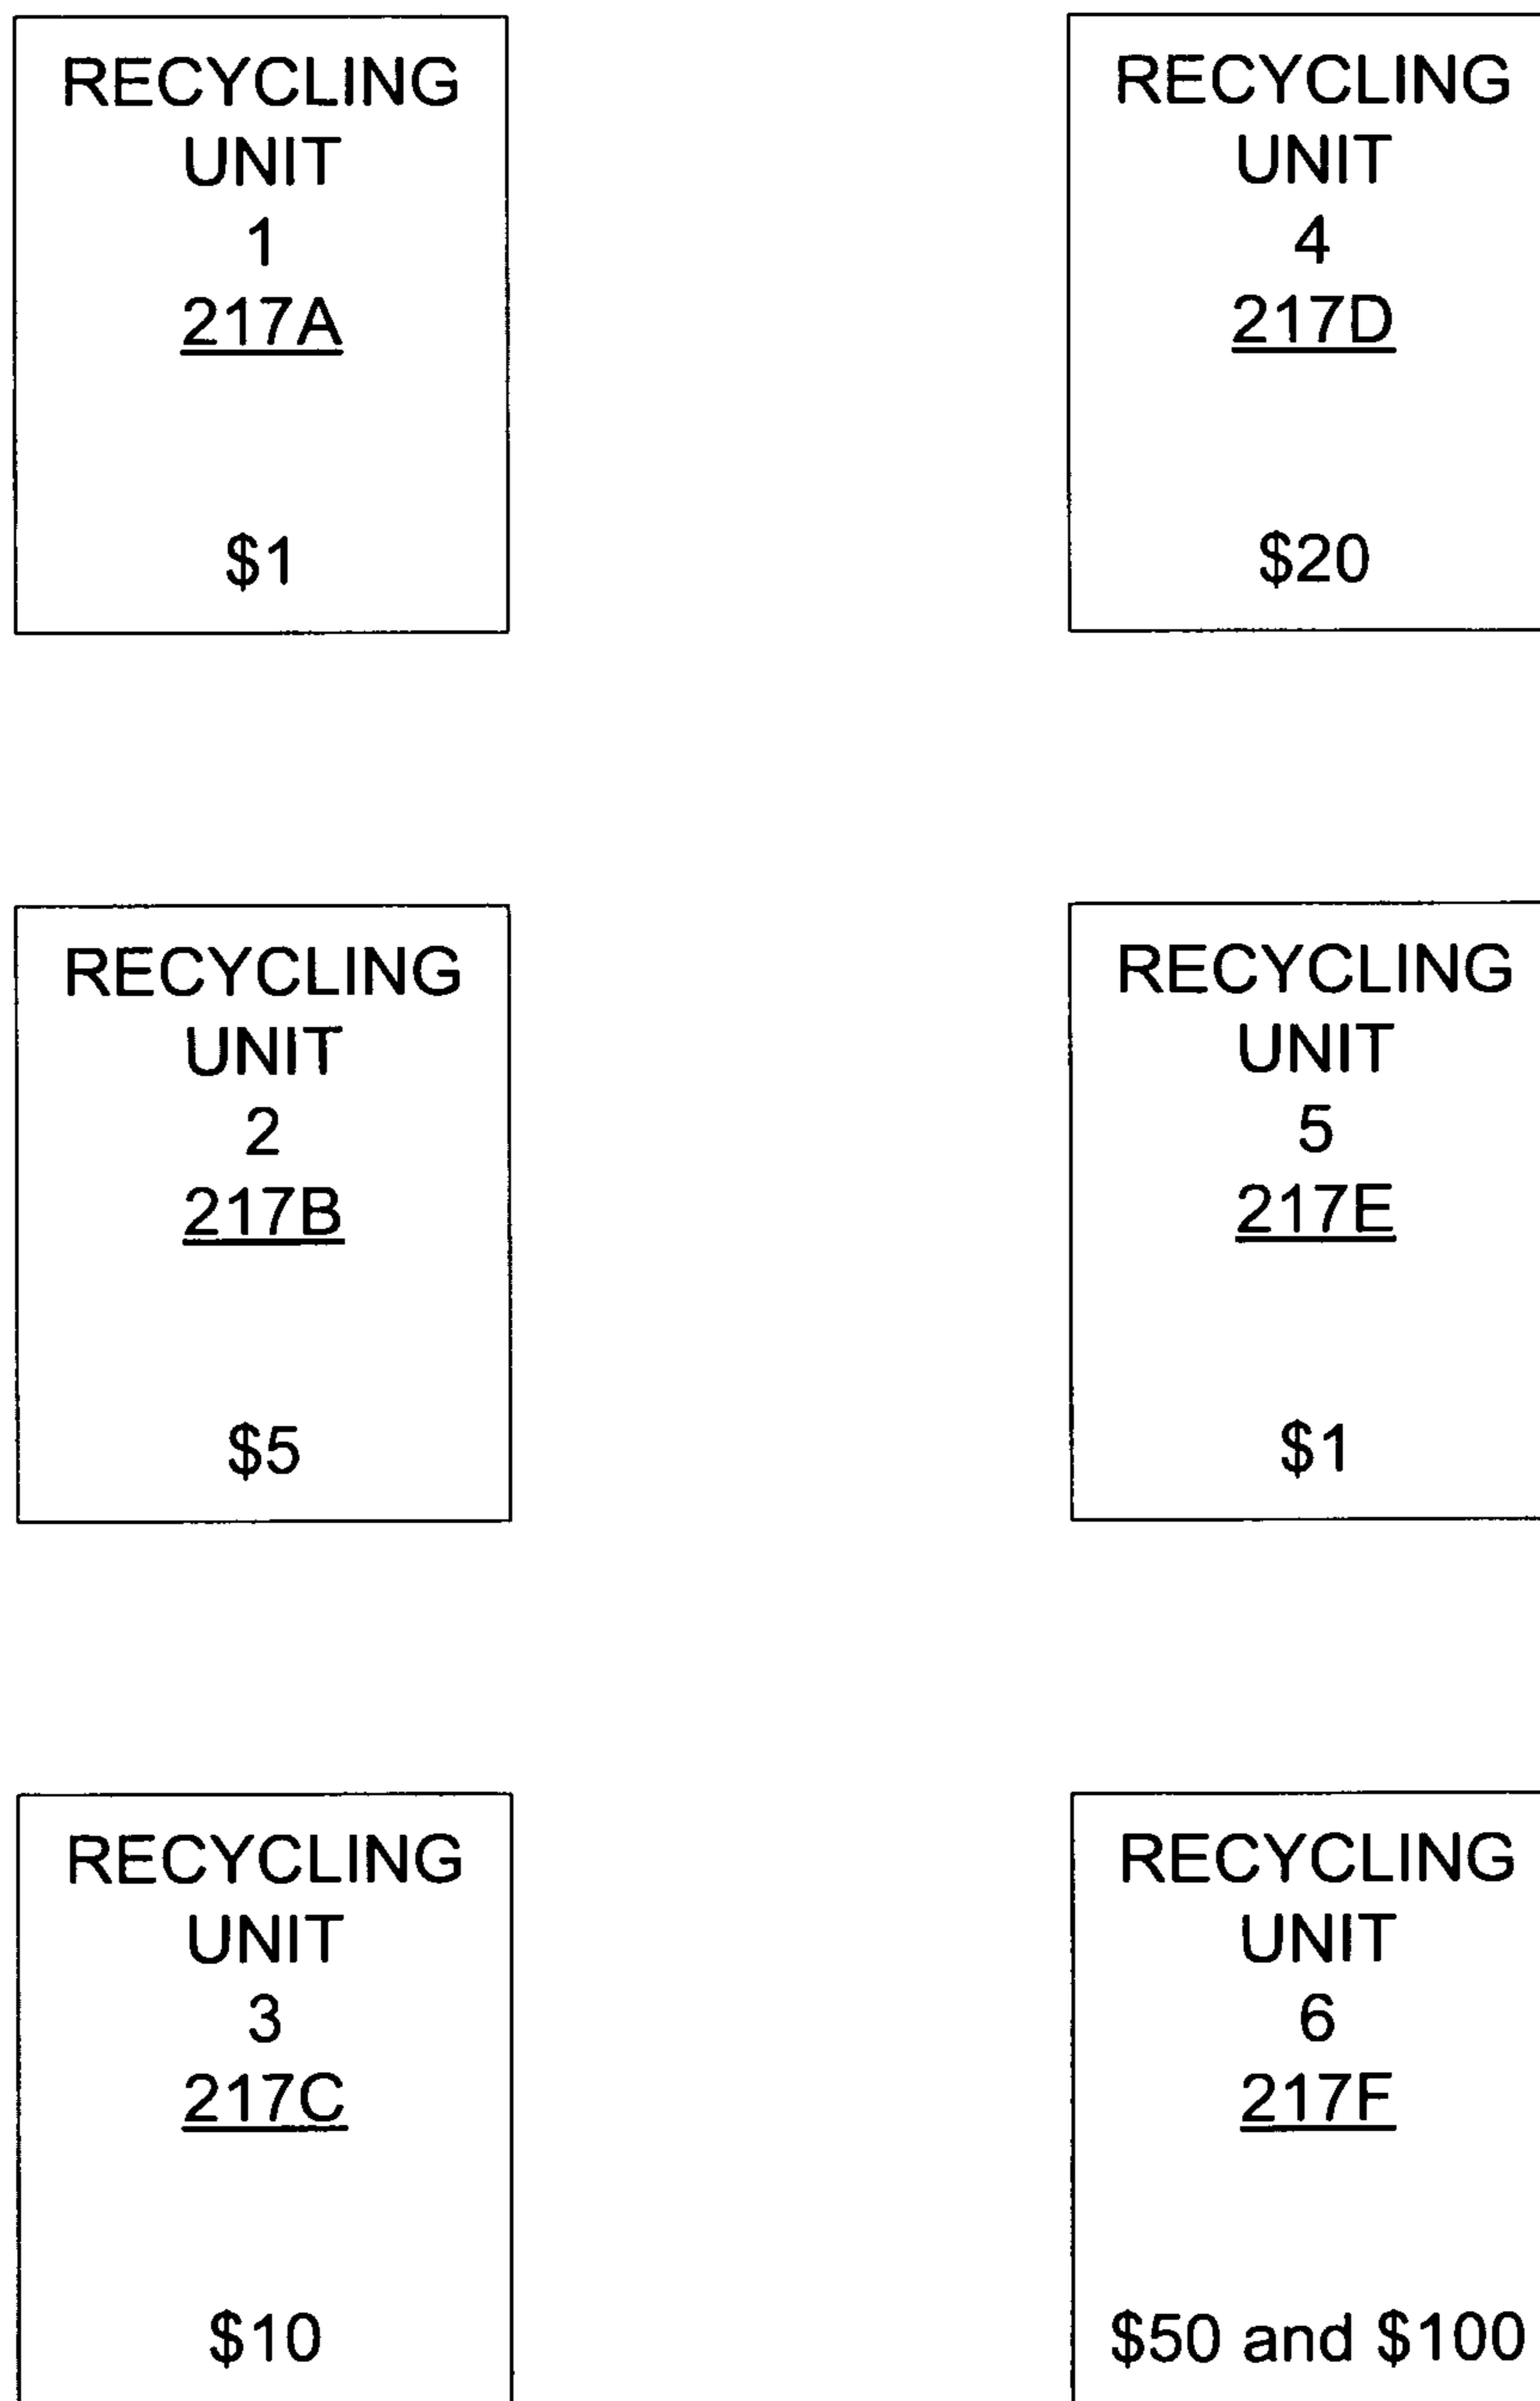 RECYCLING
UNIT
1
217A
$1
RECYCLING
UNIT
2
217B
$5
RECYCLING
UNIT
3
217C
$10
RECYCLING
UNIT
4
217D
$20
RECYCLING
UNIT
5
217E
$1
RECYCLING
UNIT
6
217F
$50 and $100